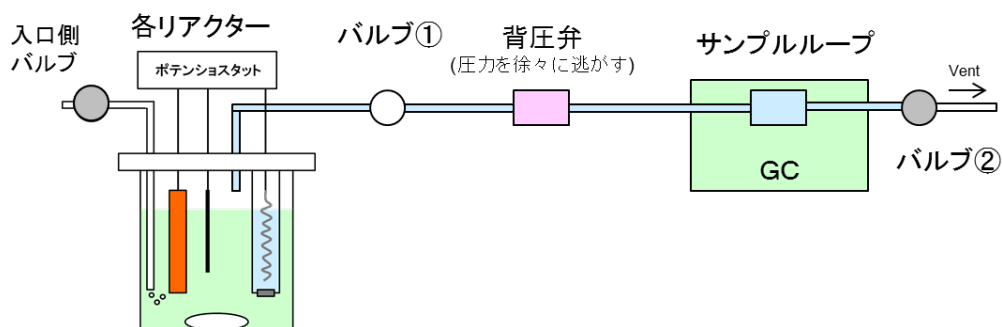 入口側
バルブ
各リアクター
ポテンショスタット
バルブ①
背圧弁
(圧力を徐々に逃がす)
サンプルループ
GC
Vent
バルブ②